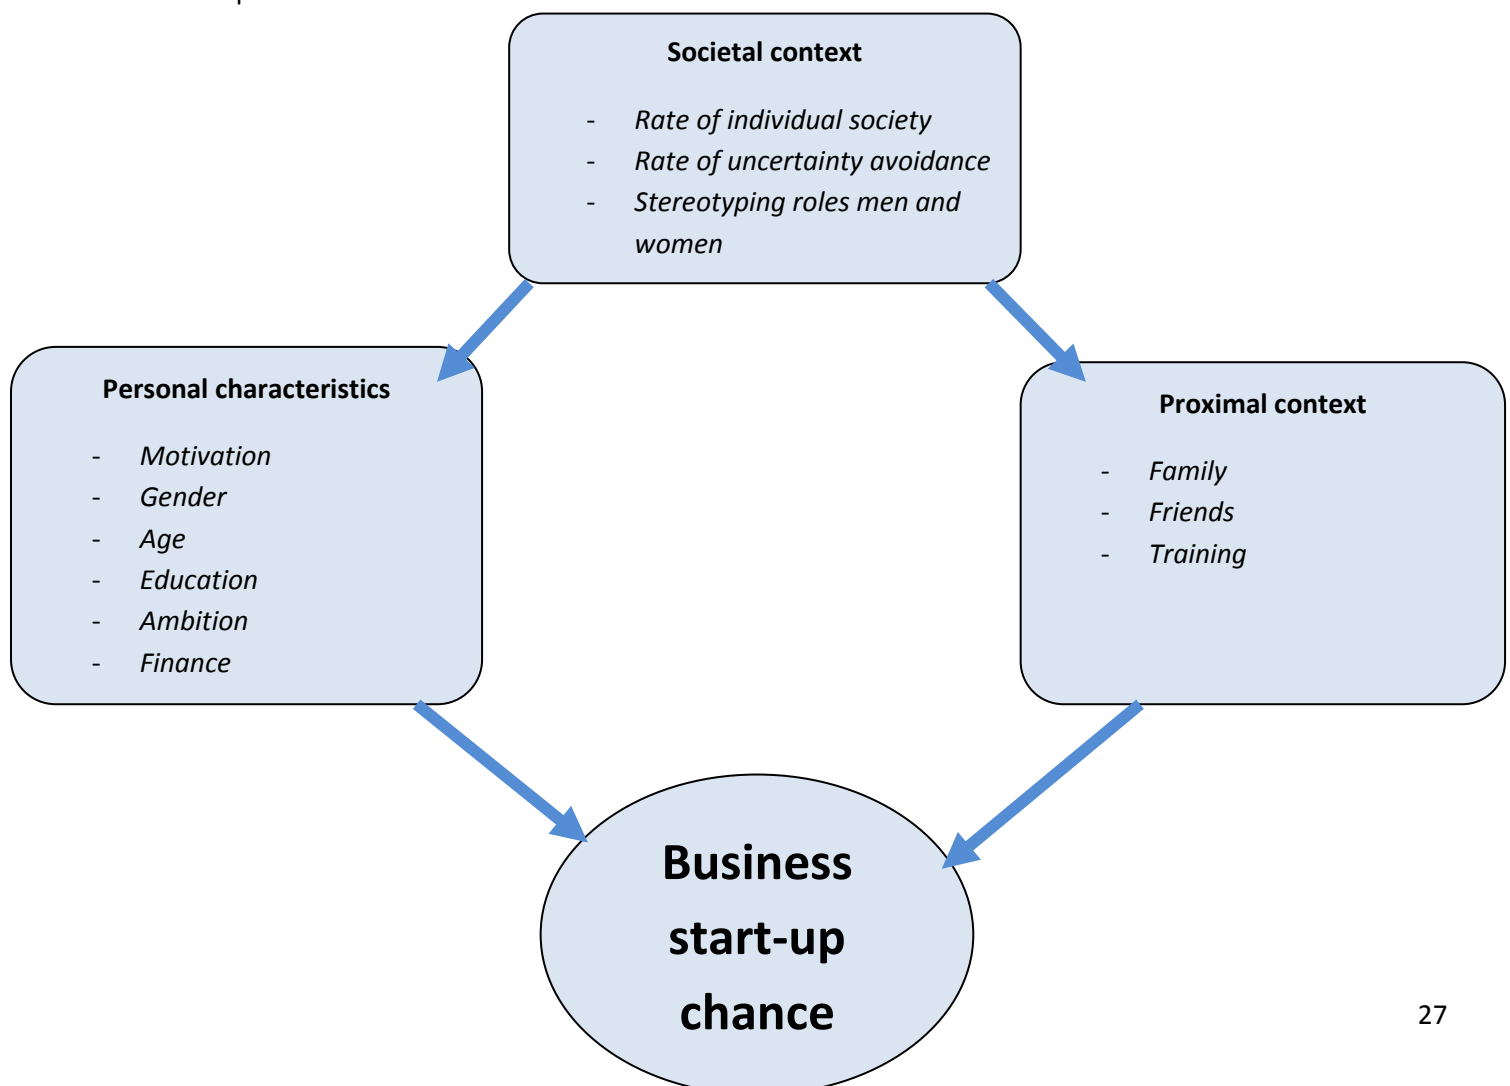 Societal context
- Rate of individual society
- Rate of uncertainty avoidance
- Stereotyping roles men and
women
Personal characteristics
- Motivation
- Gender
- Age
- Education
- Ambition
- Finance
Proximal context
- Family
- Friends
- Training
Business
start-up
chance
27